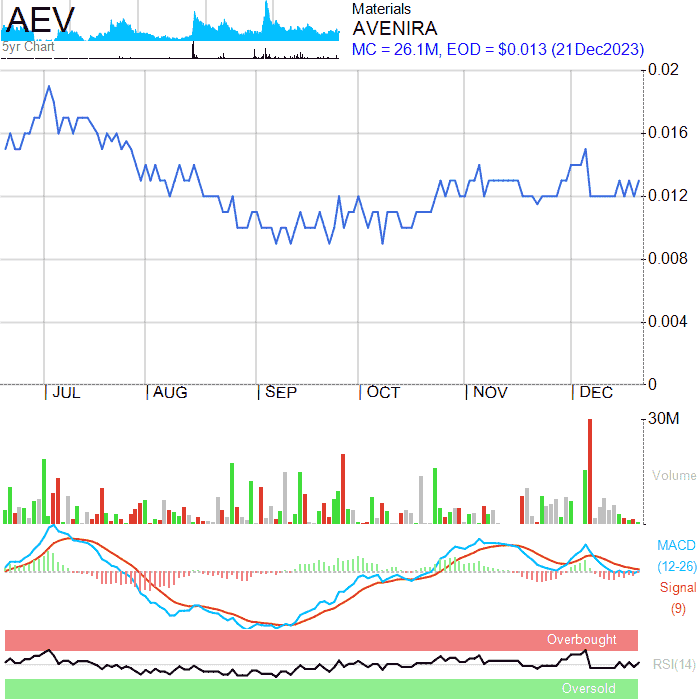 AEV
5yr Chart
Materials
AVENIRA
MC = 26.1M, EOD = $0.013 (21Dec2023)
0.02
0.016
0.012
0.008
0.004
0
JUL AUG SEP OCT NOV DEC
30M
Volume
MACD
(12-26)
Signal
(9)
Overbought
RSI(14)
Oversold